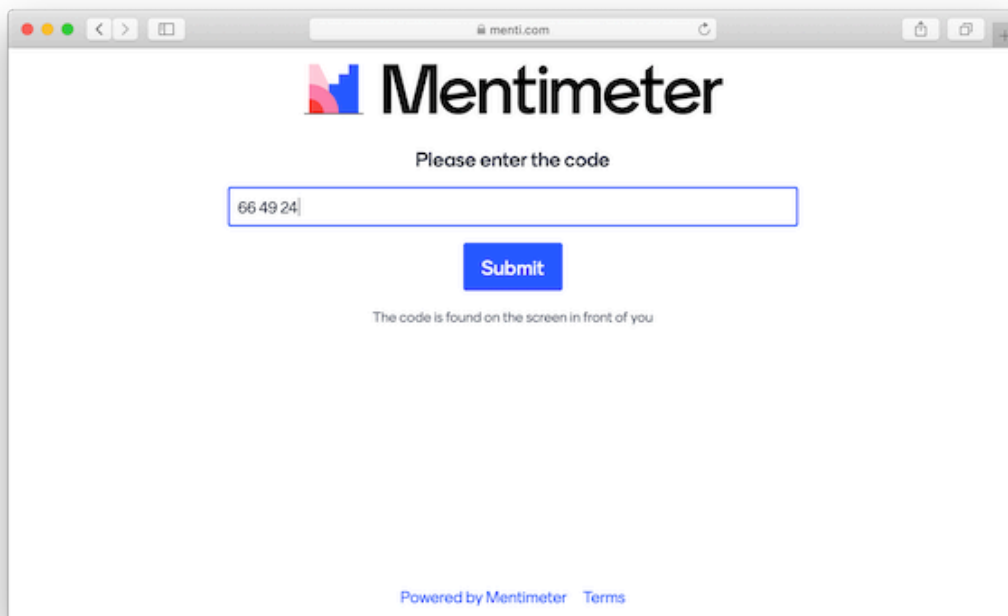 menti.com
Mentimeter
Please enter the code
66 49 24
Submit
The code is found on the screen in front of you
Powered by Mentimeter Terms